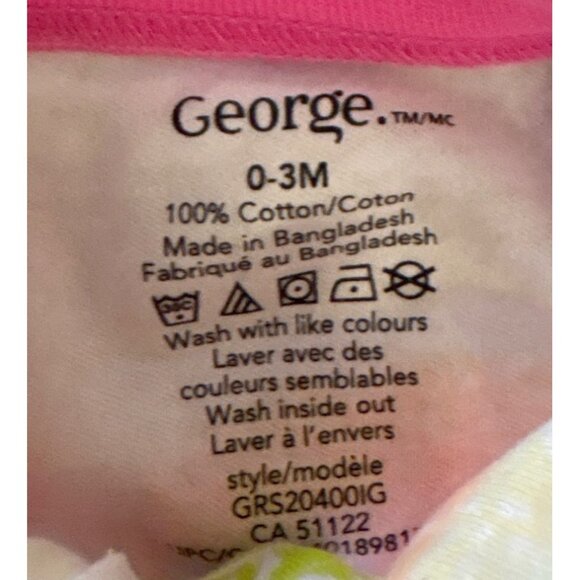 George.™/MC
0-3M
100% Cotton/Coton
Made in Bangladesh
Fabriqué au Bangladesh
30C
Wash with like colours
Laver avec des
couleurs semblables
Wash inside out
Laver à l'envers
style/modèle
GRS20400IG
CA 51122